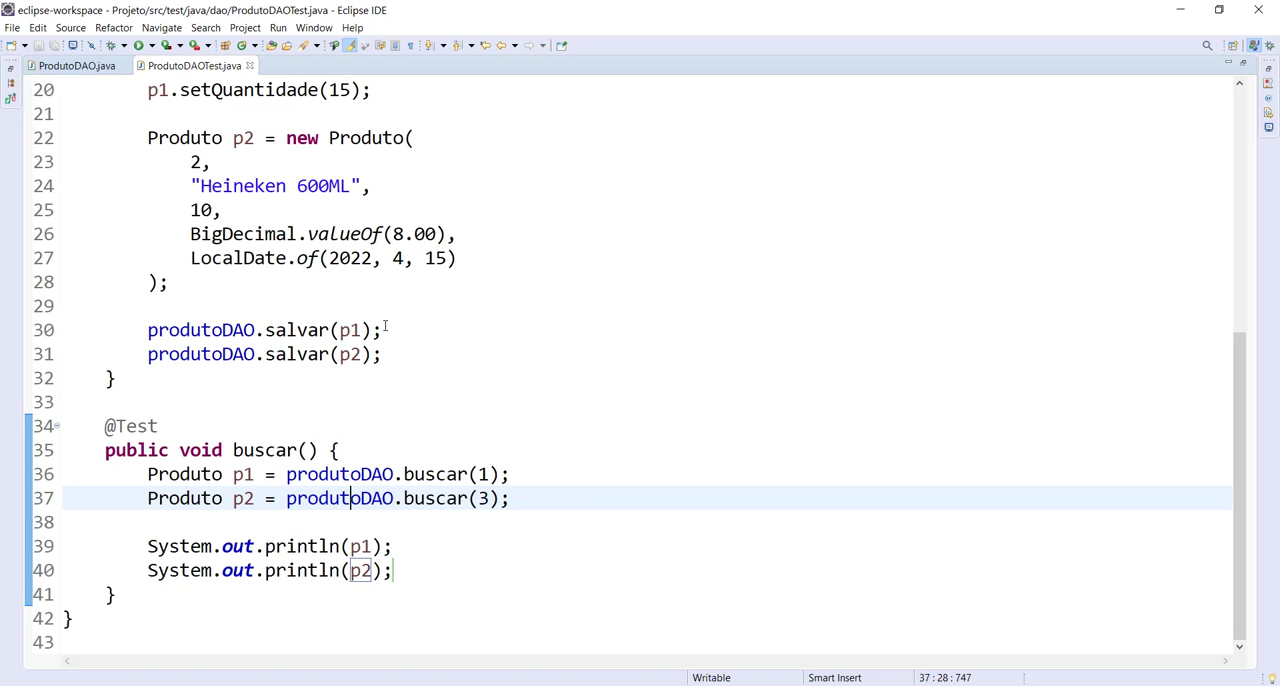 eclipse-workspace - Projeto/src/test/java/dao/ProdutoDAOTest.java - Eclipse IDE
File Edit Source Refactor Navigate Search Project Run Window Help
ProdutoDAO.java ProdutoDAOTest.java
20 p1.setQuantidade(15);
21
22 Produto p2 = new Produto(
23 2,
24 "Heineken 600ML",
25 10,
26 BigDecimal.valueOf(8.00),
27 LocalDate.of(2022, 4, 15)
28 );
29
30 produtoDAO.salvar(p1);
31 produtoDAO.salvar(p2);
32 }
33
34 @Test
35 public void buscar() {
36 Produto p1 = produtoDAO.buscar(1);
37 Produto p2 = produtoDAO.buscar(3);
38
39 System.out.println(p1);
40 System.out.println(p2);
41 }
42 }
43
Writable Smart Insert 37 : 28 : 747